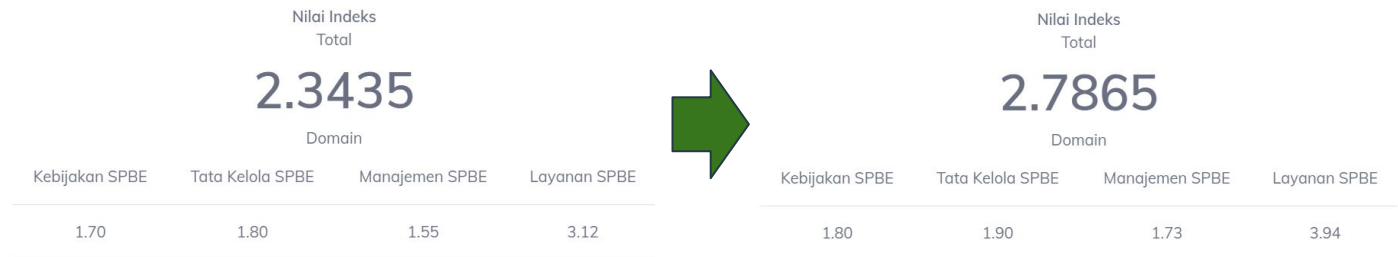 Nilai Indeks
Total
2.3435
Domain
Kebijakan SPBE Tata Kelola SPBE Manajemen SPBE Layanan SPBE
1.70 1.80 1.55 3.12
Nilai Indeks
Total
2.7865
Domain
Kebijakan SPBE Tata Kelola SPBE Manajemen SPBE Layanan SPBE
1.80 1.90 1.73 3.94